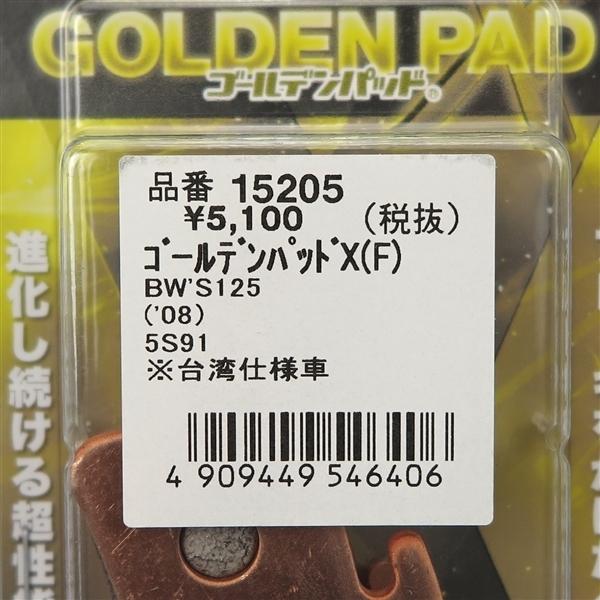 GOLDEN PAD
ゴールデンパッド®
品番 15205
¥5,100 (税抜)
ｺﾞｰﾙﾃﾞﾝﾊﾟｯﾄﾞX(F)
BW'S125
('08)
5S91
※台湾仕様車
4 909449 546406
進化し続ける超性